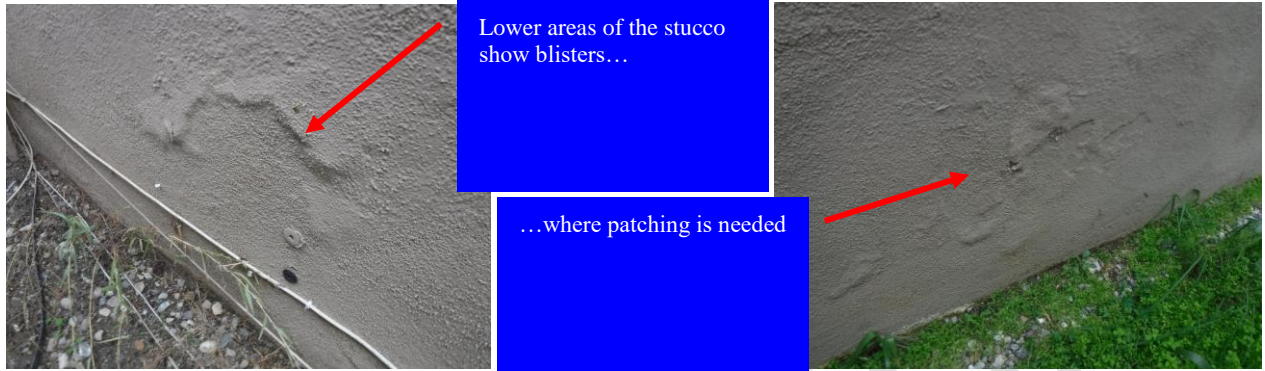 Lower areas of the stucco
show blisters…
…where patching is needed